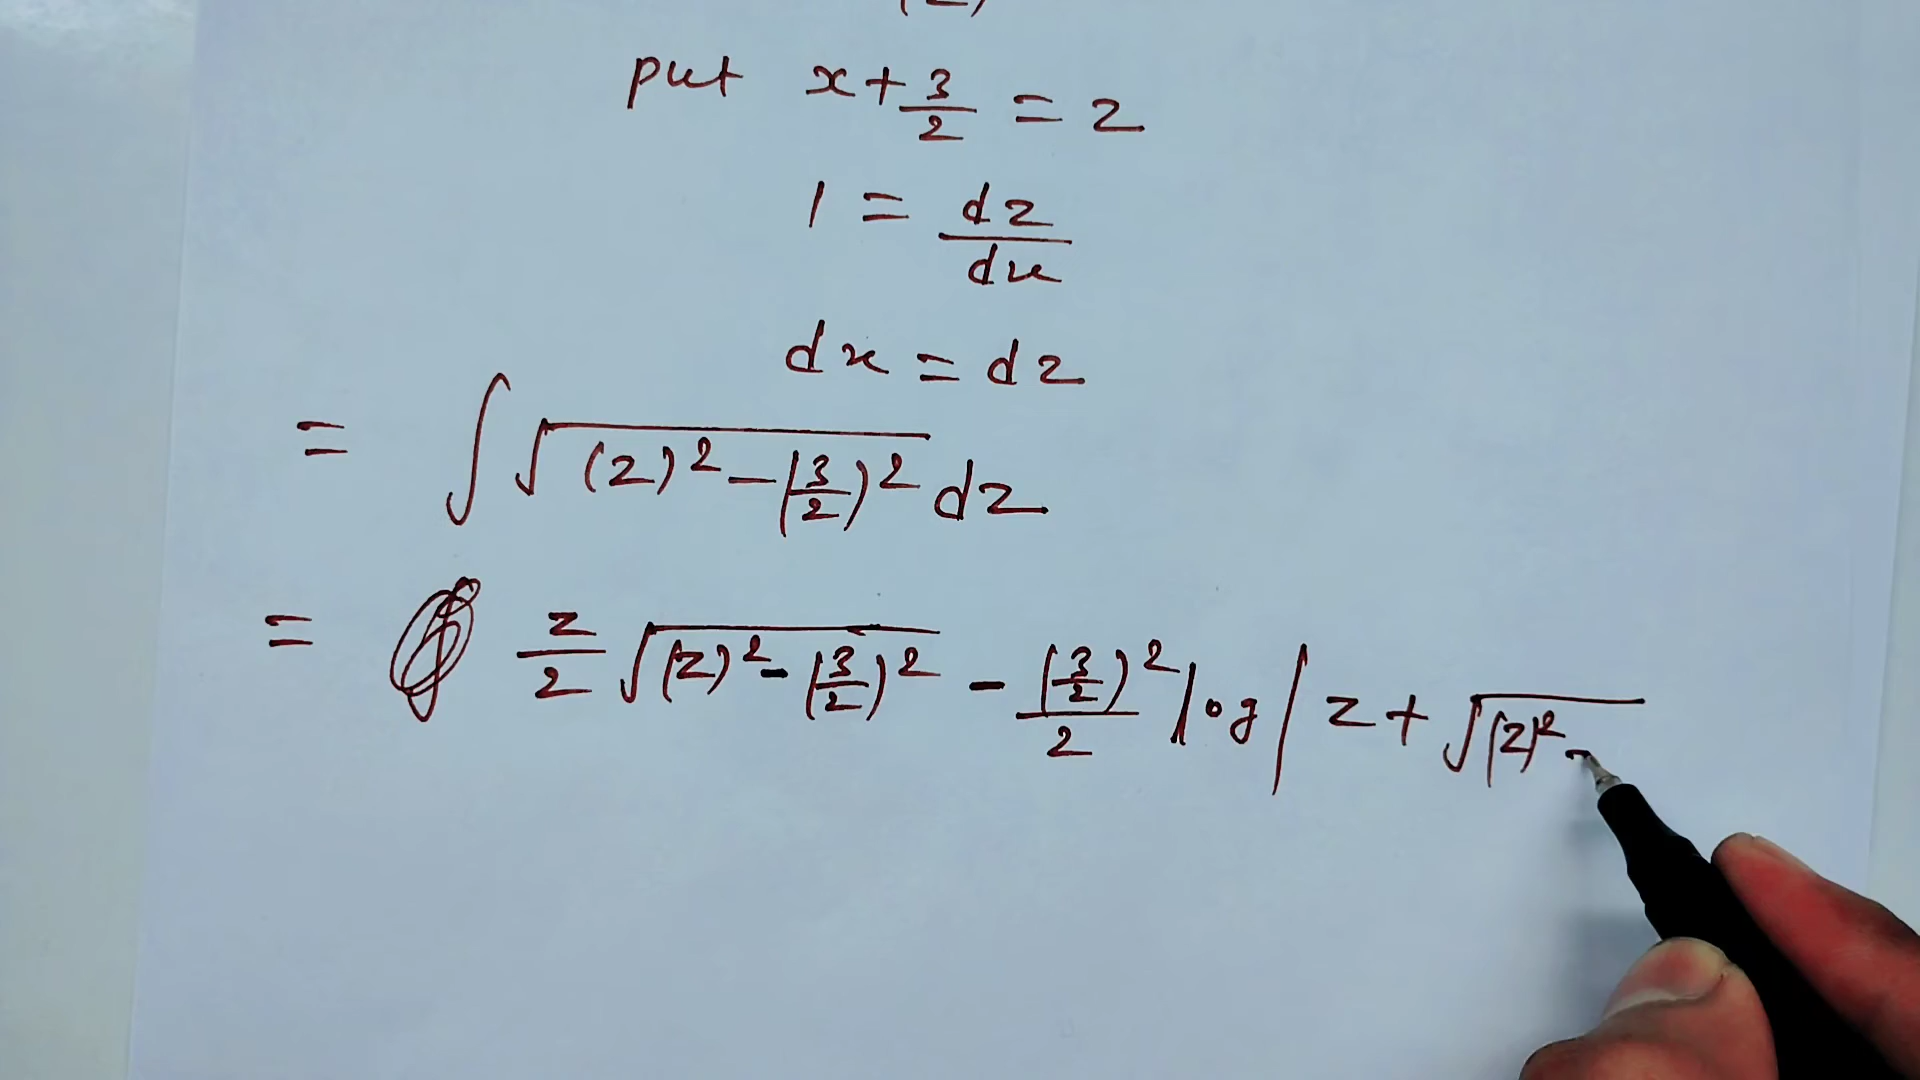 put x + 3/2 = z
1 = dz/dx
dx = dz
= ∫ √((z)² - (3/2)²) dz
= z/2 √((z)² - (3/2)²) - (3/2)²/2 log | z + √((z)² -